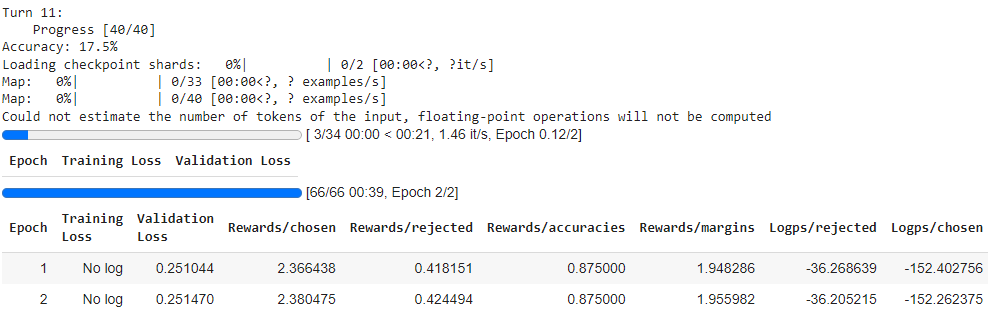 Turn 11:
Progress [40/40]
Accuracy: 17.5%
Loading checkpoint shards:   0%|          | 0/2 [00:00<?, ?it/s]
Map:   0%|          | 0/33 [00:00<?, ? examples/s]
Map:   0%|          | 0/40 [00:00<?, ? examples/s]
Could not estimate the number of tokens of the input, floating-point operations will not be computed
[ 3/34 00:00 < 00:21, 1.46 it/s, Epoch 0.12/2]
Epoch Training Loss Validation Loss
[66/66 00:39, Epoch 2/2]
Epoch Training Loss Validation Loss Rewards/chosen Rewards/rejected Rewards/accuracies Rewards/margins Logps/rejected Logps/chosen
1 No log 0.251044 2.366438 0.418151 0.875000 1.948286 -36.268639 -152.402756
2 No log 0.251470 2.380475 0.424494 0.875000 1.955982 -36.205215 -152.262375